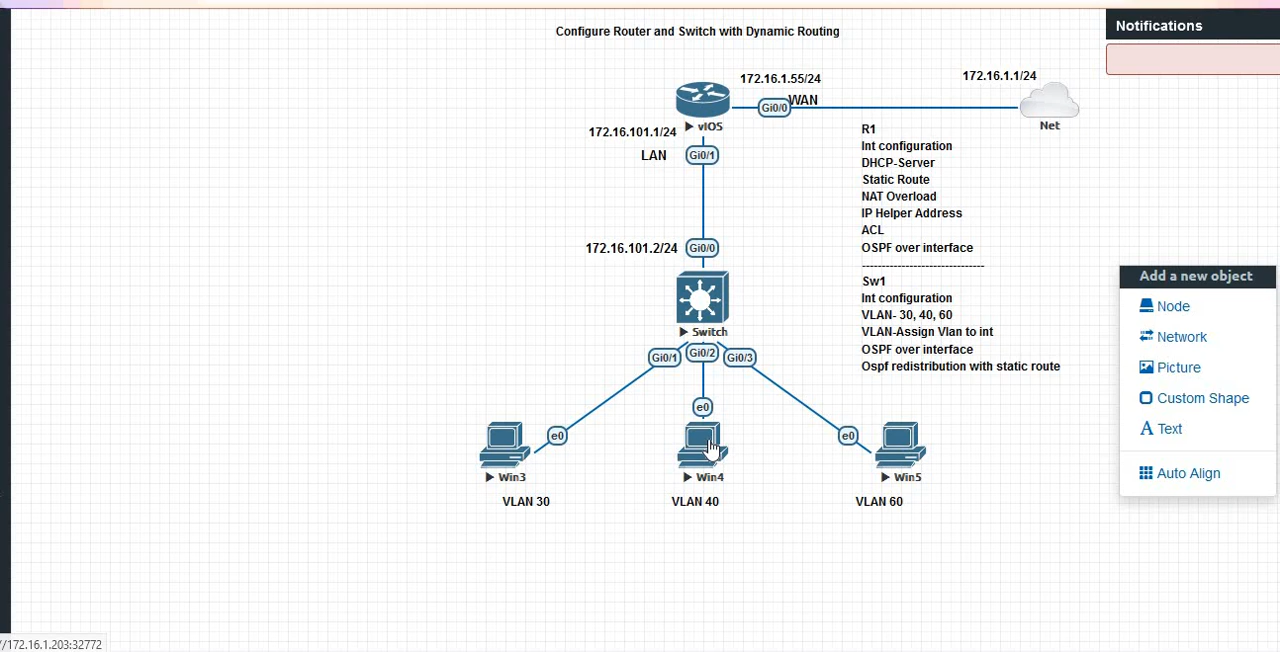 Configure Router and Switch with Dynamic Routing
Notifications
172.16.1.55/24
172.16.1.1/24
Gi0/0
WAN
Net
vIOS
172.16.101.1/24
LAN
Gi0/1
R1
Int configuration
DHCP-Server
Static Route
NAT Overload
IP Helper Address
ACL
OSPF over interface
------------------------------
Sw1
Int configuration
VLAN- 30, 40, 60
VLAN-Assign Vlan to int
OSPF over interface
Ospf redistribution with static route
172.16.101.2/24
Gi0/0
Switch
Gi0/1
Gi0/2
Gi0/3
e0
e0
e0
Win3
Win4
Win5
VLAN 30
VLAN 40
VLAN 60
Add a new object
Node
Network
Picture
Custom Shape
Text
Auto Align
//172.16.1.203:32772